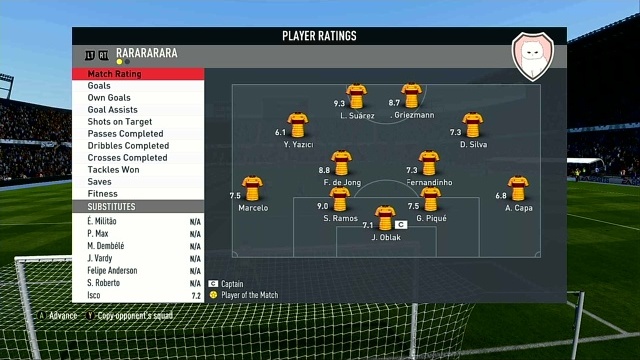 PLAYER RATINGS
LT RT RARARARARA
Match Rating
Goals
Own Goals
Goal Assists
Shots on Target
Passes Completed
Dribbles Completed
Crosses Completed
Tackles Won
Saves
Fitness
SUBSTITUTES
É. Militão N/A
P. Max N/A
M. Dembélé N/A
J. Vardy N/A
Felipe Anderson N/A
S. Roberto N/A
Isco 7.2
9.3 8.7
L. Suárez . Griezmann
6.1 7.3
Y. Yazıcı D. Silva
8.8 7.3
F. de Jong Fernandinho
7.5 9.0 7.5 6.8
Marcelo S. Ramos G. Piqué A. Capa
7.1 C
J. Oblak
C Captain
Player of the Match
A Advance Y Copy opponent's squad